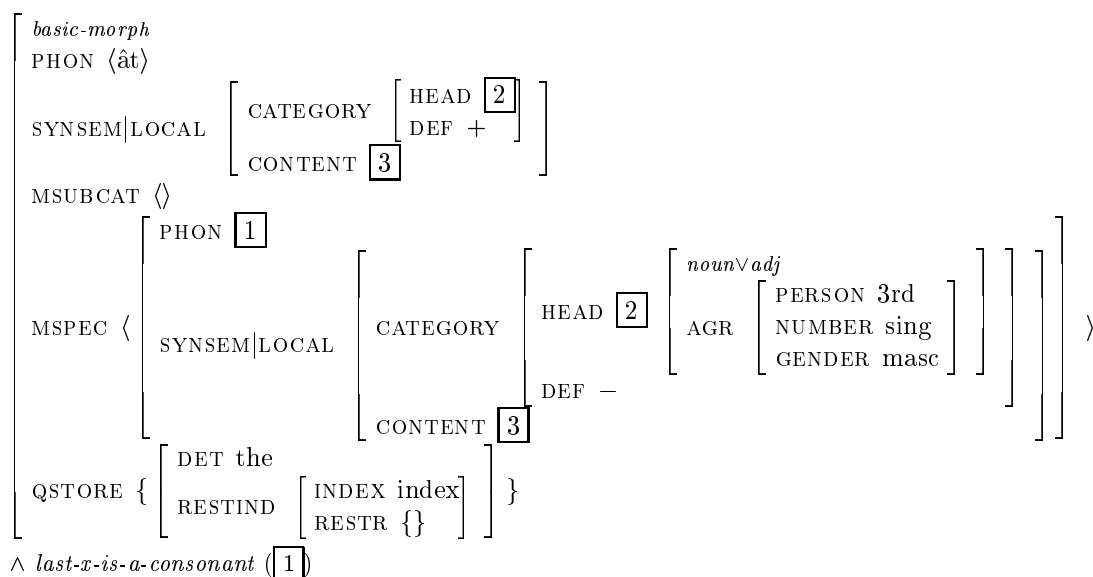 basic-morph
PHON ⟨ât⟩
SYNSEM|LOCAL [ CATEGORY [ HEAD 2
DEF + ]
CONTENT 3 ]
MSUBCAT ⟨⟩
MSPEC ⟨ [ PHON 1
SYNSEM|LOCAL [ CATEGORY [ HEAD 2 [ noun∨adj
AGR [ PERSON 3rd
NUMBER sing
GENDER masc ] ]
DEF − ]
CONTENT 3 ] ] ⟩
QSTORE { [ DET the
RESTIND [ INDEX index
RESTR {} ] ] }
∧ last-x-is-a-consonant ( 1 )